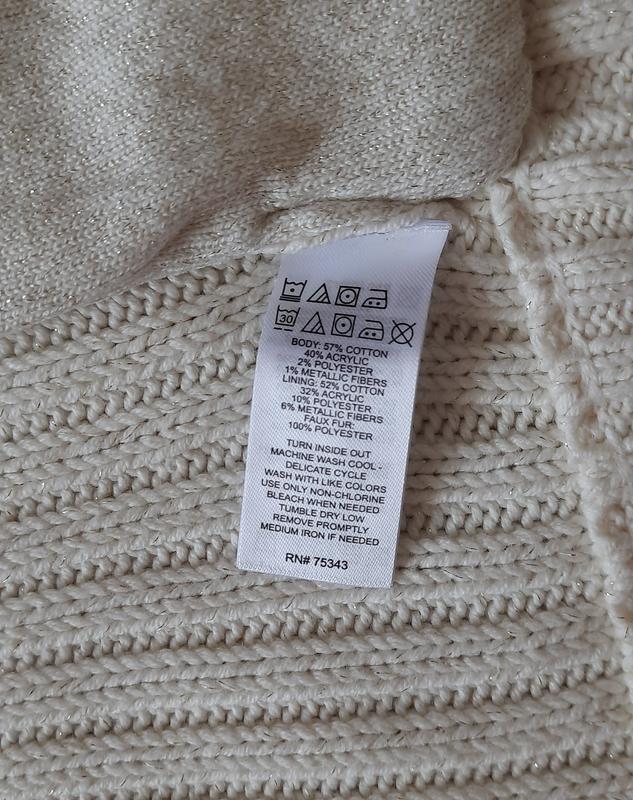 30
BODY: 57% COTTON
40% ACRYLIC
2% POLYESTER
1% METALLIC FIBERS
LINING: 52% COTTON
32% ACRYLIC
10% POLYESTER
6% METALLIC FIBERS
FAUX FUR:
100% POLYESTER
TURN INSIDE OUT
MACHINE WASH COOL -
DELICATE CYCLE
WASH WITH LIKE COLORS
USE ONLY NON-CHLORINE
BLEACH WHEN NEEDED
TUMBLE DRY LOW
REMOVE PROMPTLY
MEDIUM IRON IF NEEDED
RN# 75343